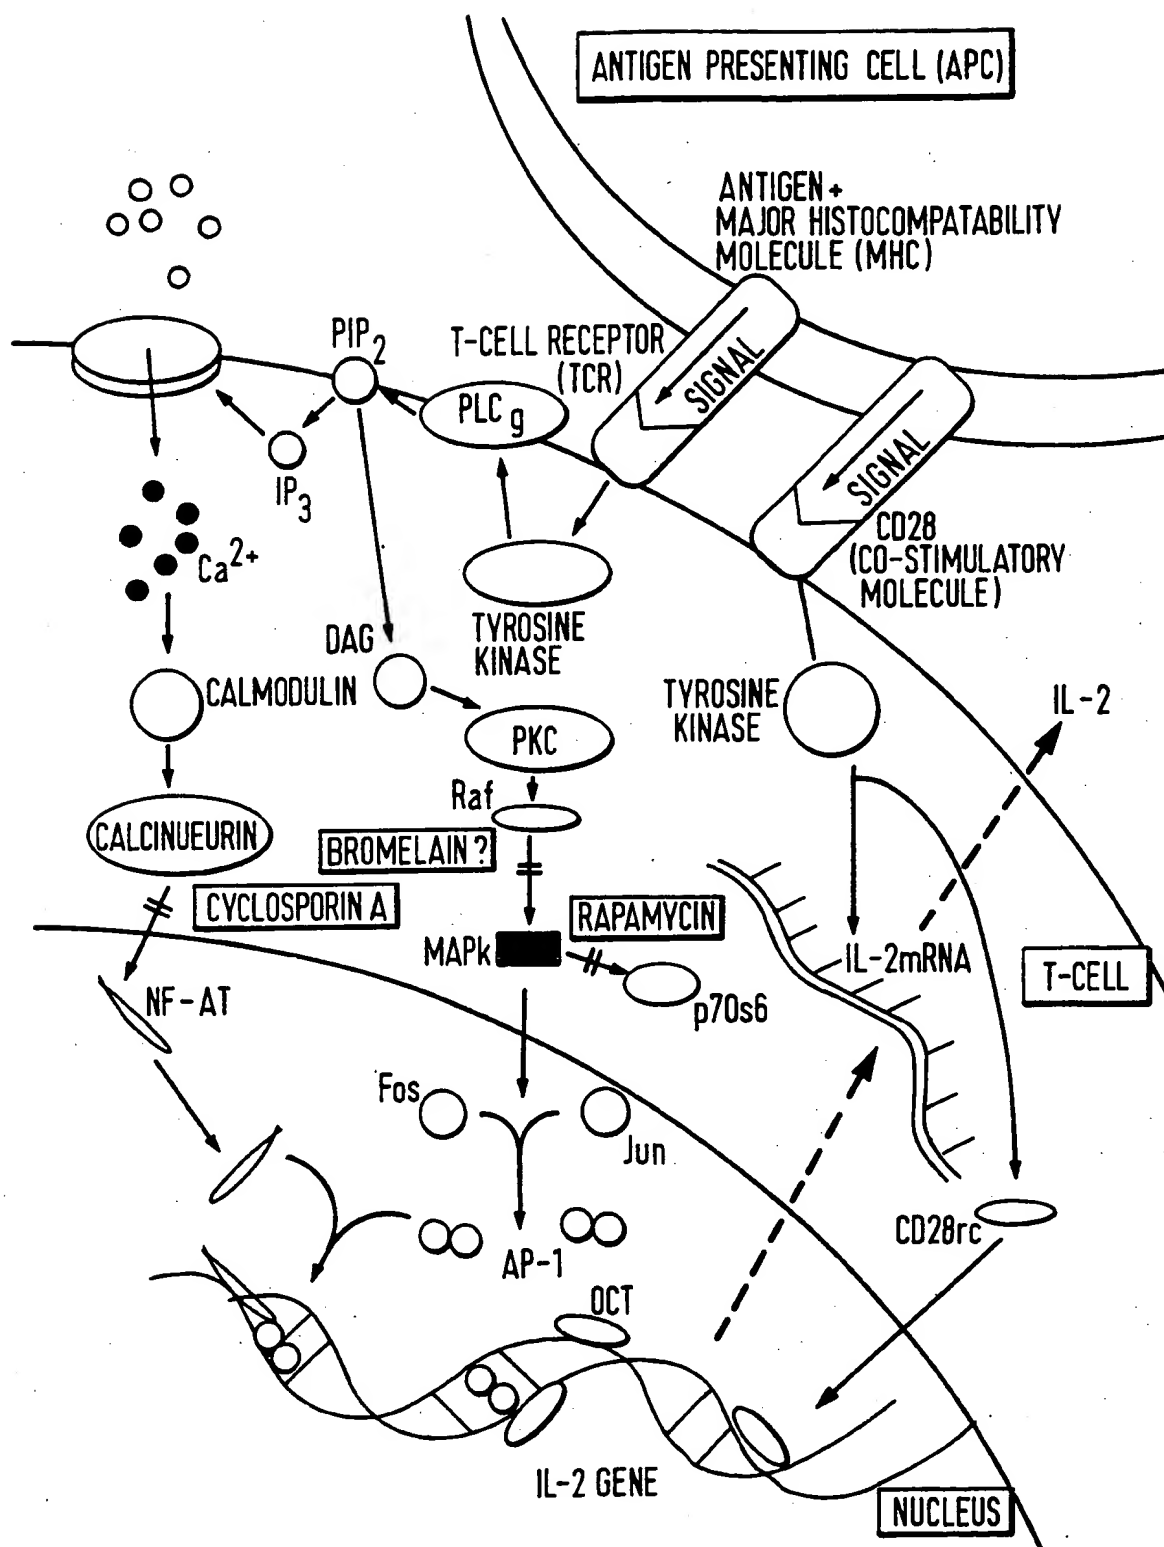 ANTIGEN PRESENTING CELL (APC)
ANTIGEN+
MAJOR HISTOCOMPATABILITY
MOLECULE (MHC)
PIP2
T-CELL RECEPTOR
(TCR)
SIGNAL
PLCg
SIGNAL
IP3
CD28
(CO-STIMULATORY
MOLECULE)
Ca2+
TYROSINE
KINASE
DAG
CALMODULIN
TYROSINE
KINASE
IL-2
PKC
Raf
CALCINUEURIN
BROMELAIN?
CYCLOSPORIN A
RAPAMYCIN
MAPk
IL-2mRNA
T-CELL
NF-AT
p70s6
Fos
Jun
CD28rc
AP-1
OCT
IL-2 GENE
NUCLEUS